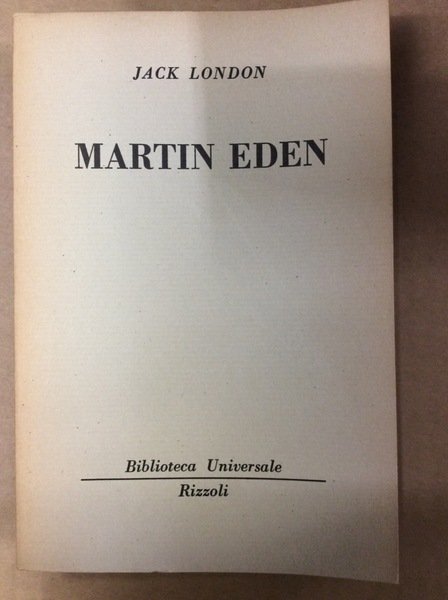 JACK LONDON
MARTIN EDEN
Biblioteca Universale
Rizzoli